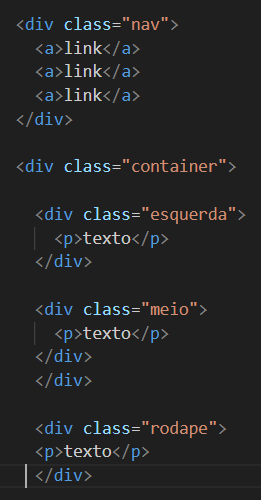 <div class="nav">
<a>link</a>
<a>link</a>
<a>link</a>
</div>
<div class="container">
<div class="esquerda">
<p>texto</p>
</div>
<div class="meio">
<p>texto</p>
</div>
</div>
<div class="rodape">
<p>texto</p>
</div>